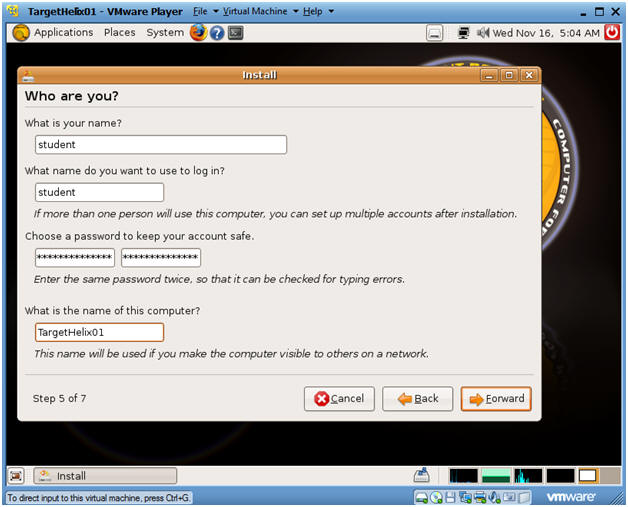 TargetHelix01 - VMware Player File Virtual Machine Help
Applications Places System Wed Nov 16, 5:04 AM
Install
Who are you?
What is your name?
student
What name do you want to use to log in?
student
If more than one person will use this computer, you can set up multiple accounts after installation.
Choose a password to keep your account safe.
************** **************
Enter the same password twice, so that it can be checked for typing errors.
What is the name of this computer?
TargetHelix01
This name will be used if you make the computer visible to others on a network.
Step 5 of 7 Cancel Back Forward
COMPUTER FOR
Install
To direct input to this virtual machine, press Ctrl+G. vmware